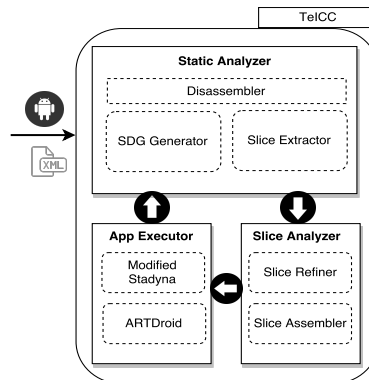 TeICC
Static Analyzer
Disassembler
SDG Generator
Slice Extractor
XML
App Executor
Modified
Stadyna
ARTDroid
Slice Analyzer
Slice Refiner
Slice Assembler